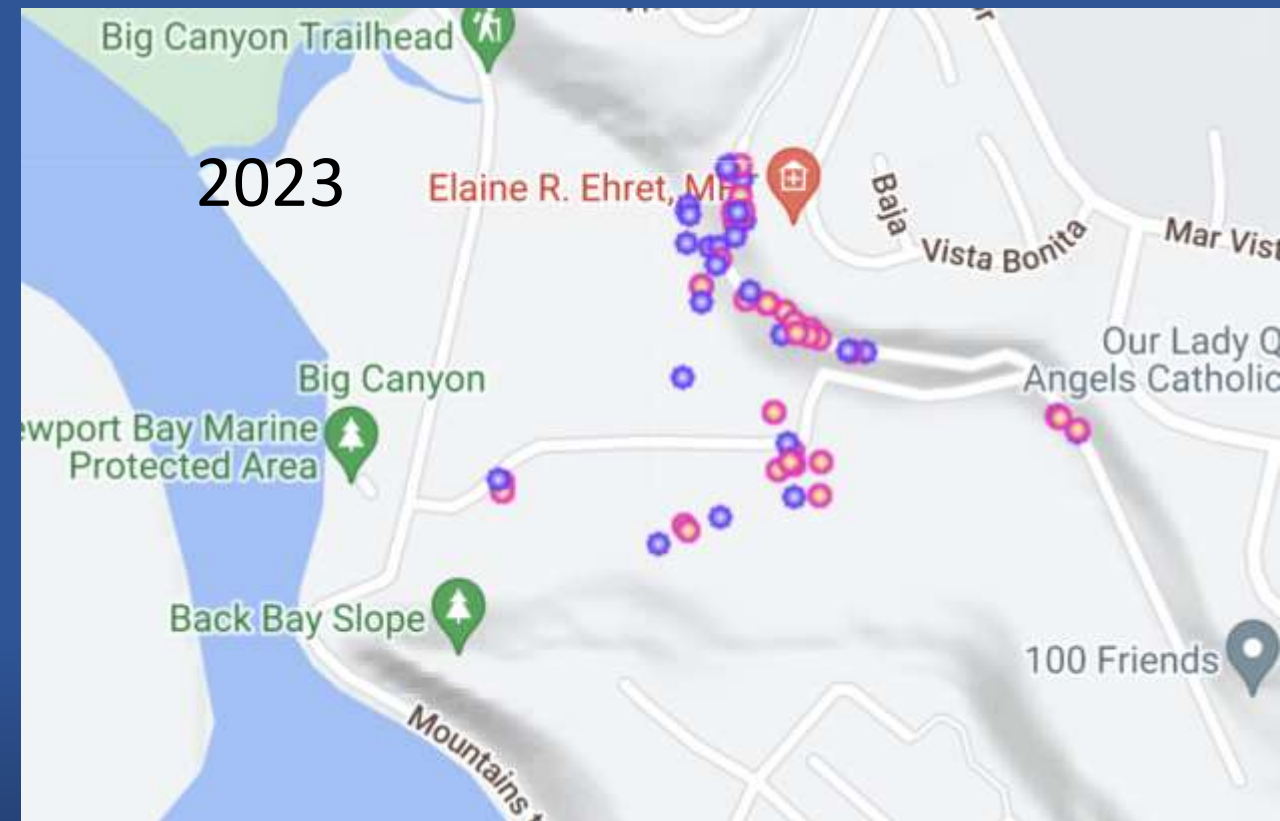 Big Canyon Trailhead
2023
Elaine R. Ehret, MF
Baja
Vista Bonita
Mar Vist
Our Lady Q
Angels Catholic
Big Canyon
ewport Bay Marine
Protected Area
Back Bay Slope
100 Friends
Mountains t